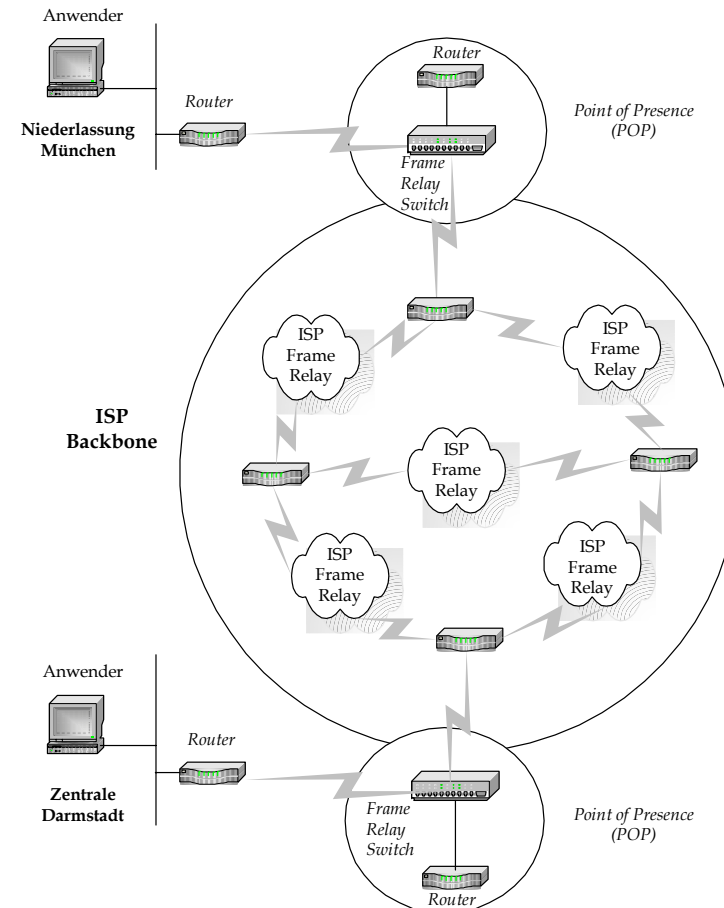 Anwender
Router
Niederlassung
München
Router
Frame
Relay
Switch
Point of Presence
(POP)
ISP
Frame
Relay
ISP
Frame
Relay
ISP
Backbone
ISP
Frame
Relay
ISP
Frame
Relay
ISP
Frame
Relay
Anwender
Router
Zentrale
Darmstadt
Frame
Relay
Switch
Router
Point of Presence
(POP)